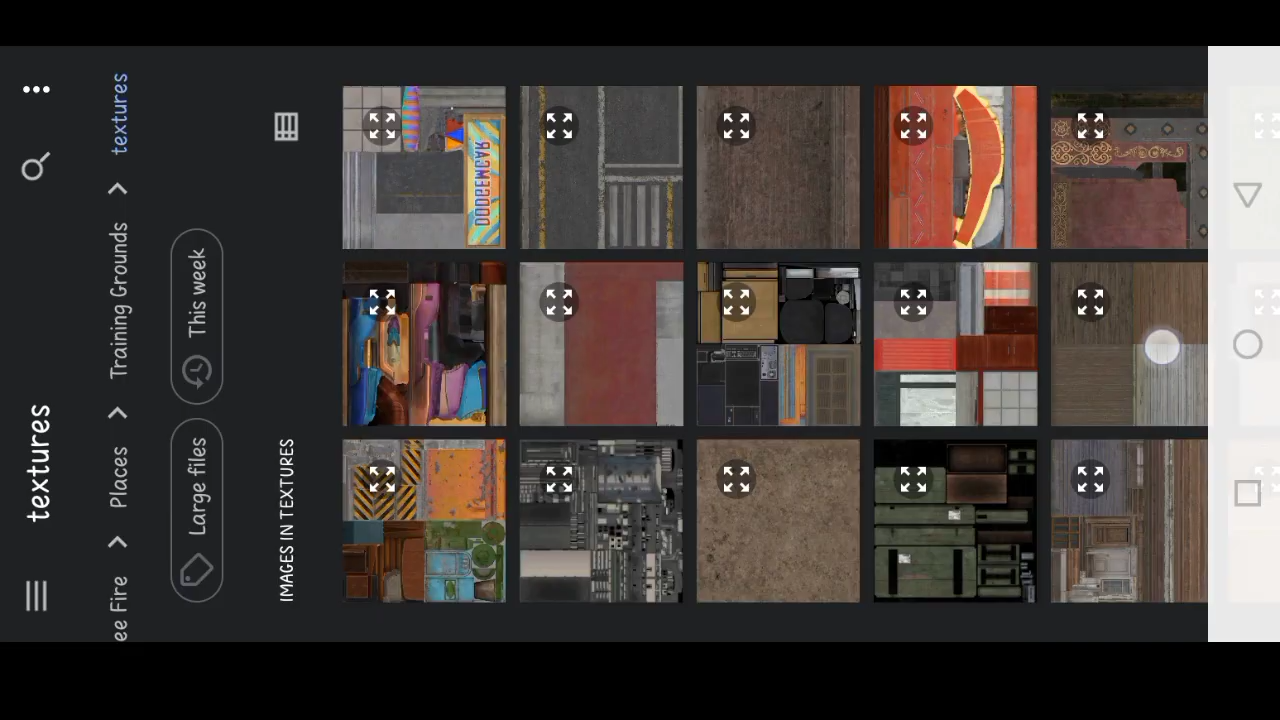 textures
ee Fire > Places > Training Grounds > textures
Large files
This week
IMAGES IN TEXTURES